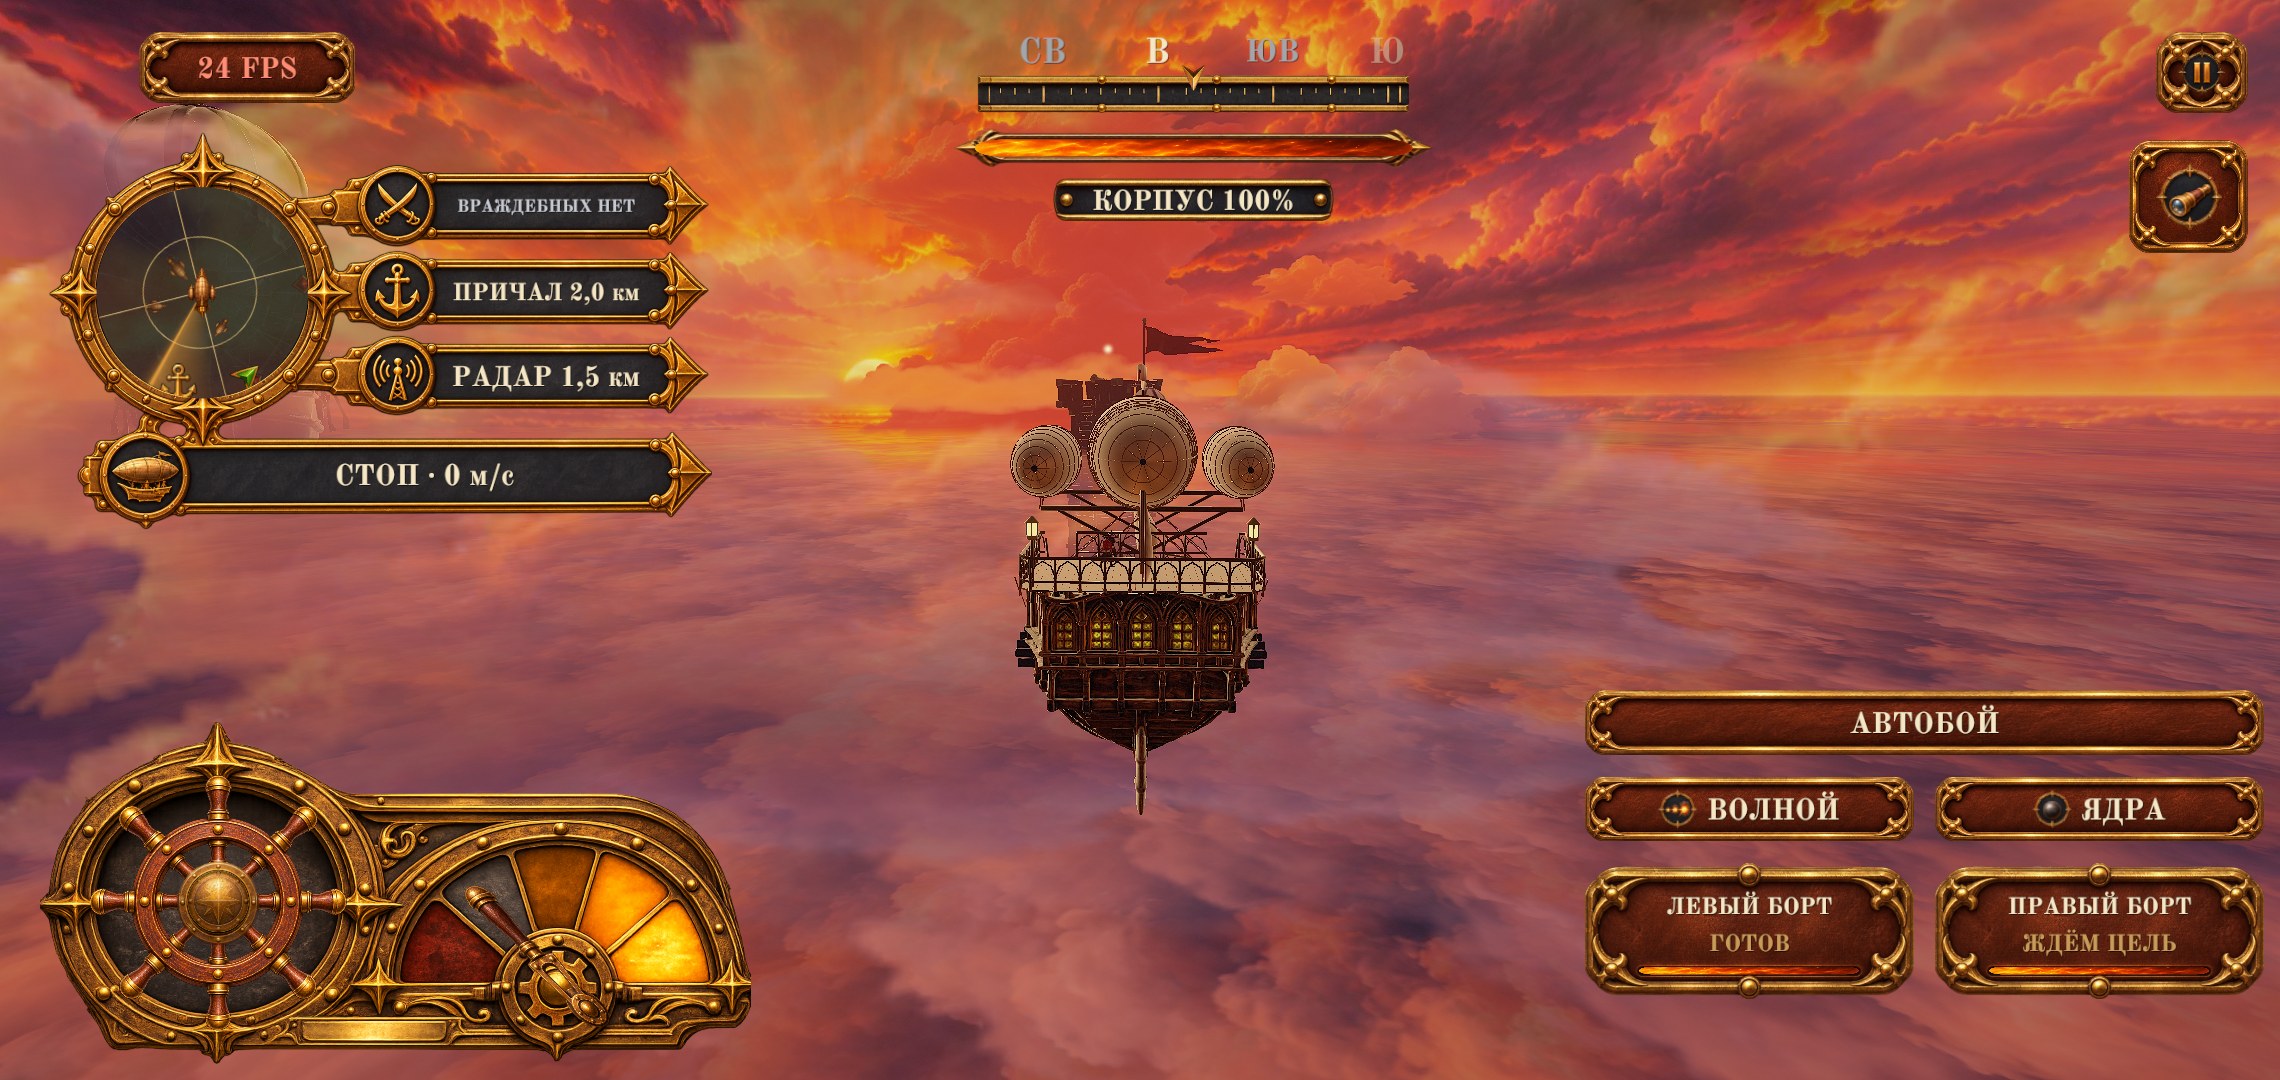 24 FPS
СВ В ЮВ Ю
КОРПУС 100%
ВРАЖДЕБНЫХ НЕТ
ПРИЧАЛ 2,0 км
РАДАР 1,5 км
СТОП · 0 м/с
АВТОБОЙ
ВОЛНОЙ
ЯДРА
ЛЕВЫЙ БОРТ
ГОТОВ
ПРАВЫЙ БОРТ
ЖДЁМ ЦЕЛЬ